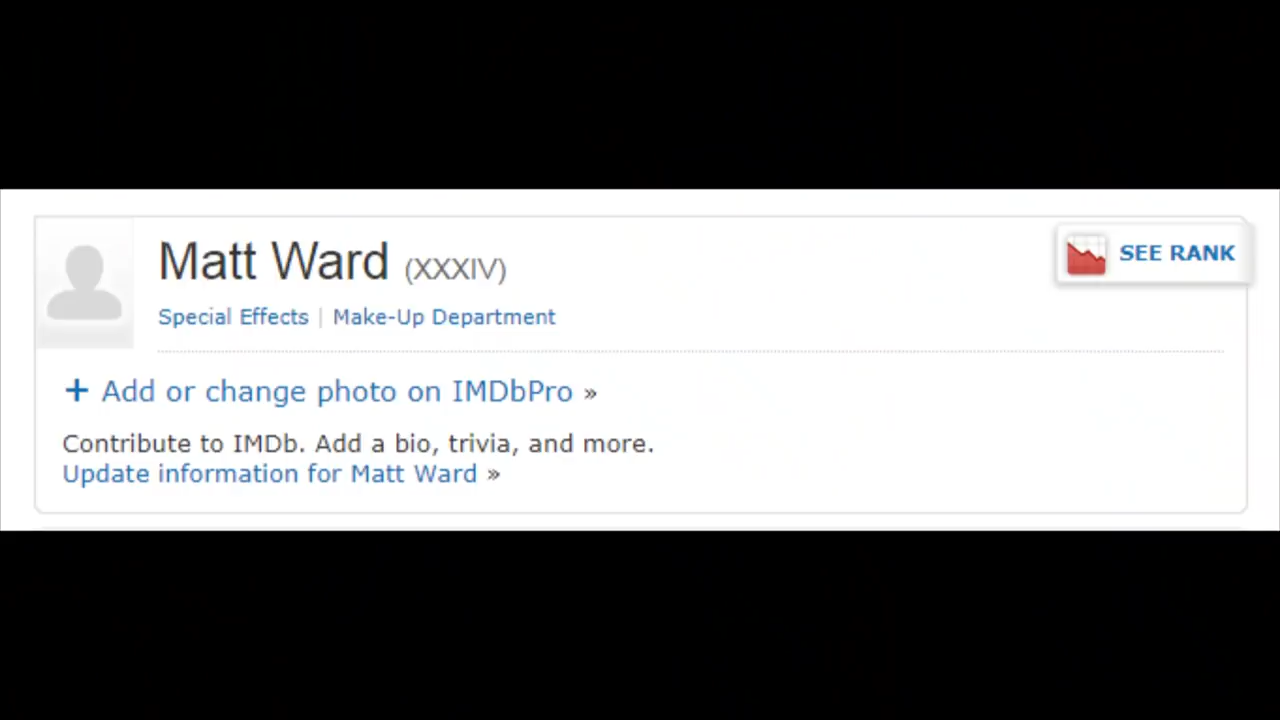 Matt Ward (XXXIV)
SEE RANK
Special Effects | Make-Up Department
+ Add or change photo on IMDbPro »
Contribute to IMDb. Add a bio, trivia, and more.
Update information for Matt Ward »